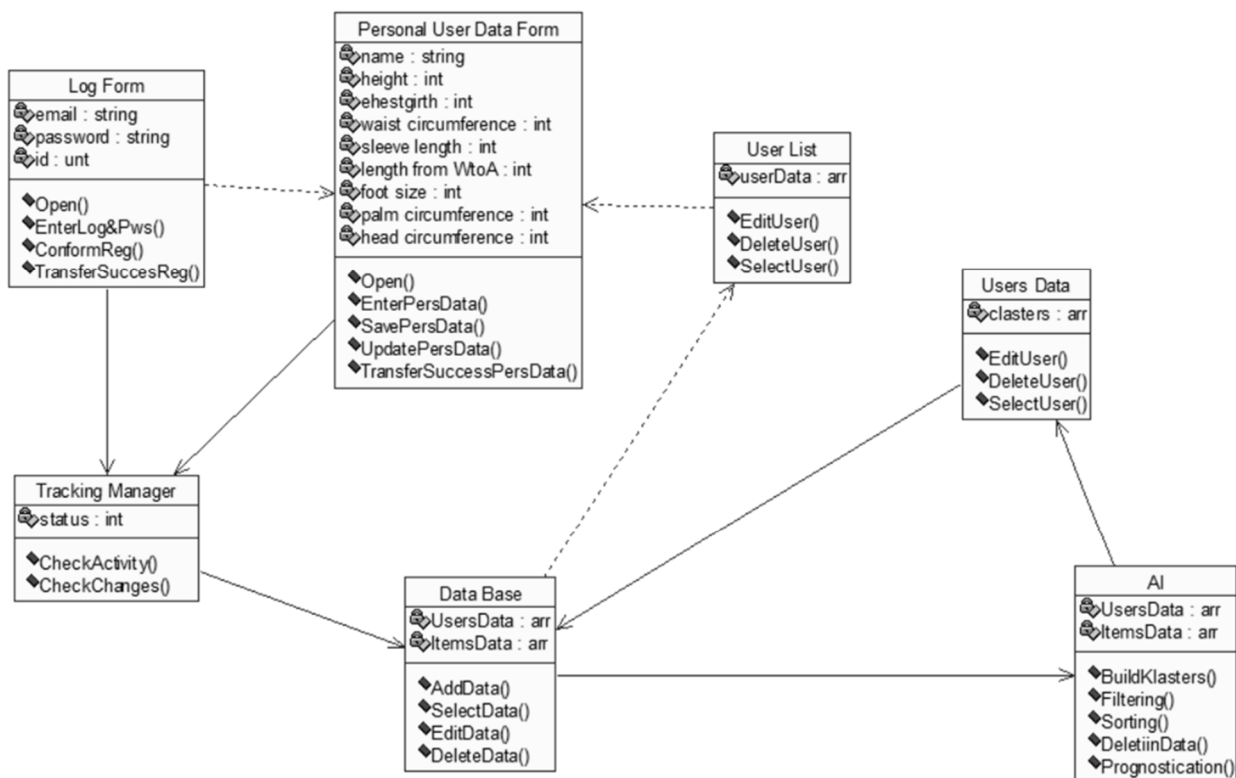 Log Form
email : string
password : string
id : unt
Open()
EnterLog&Pws()
ConformReg()
TransferSuccesReg()
Personal User Data Form
name : string
height : int
ehestgirth : int
waist circumference : int
sleeve length : int
length from WtoA : int
foot size : int
palm circumference : int
head circumference : int
Open()
EnterPersData()
SavePersData()
UpdatePersData()
TransferSuccessPersData()
User List
userData : arr
EditUser()
DeleteUser()
SelectUser()
Users Data
clasters : arr
EditUser()
DeleteUser()
SelectUser()
Tracking Manager
status : int
CheckActivity()
CheckChanges()
Data Base
UsersData : arr
ItemsData : arr
AddData()
SelectData()
EditData()
DeleteData()
AI
UsersData : arr
ItemsData : arr
BuildKlasters()
Filtering()
Sorting()
DeletiinData()
Prognostication()